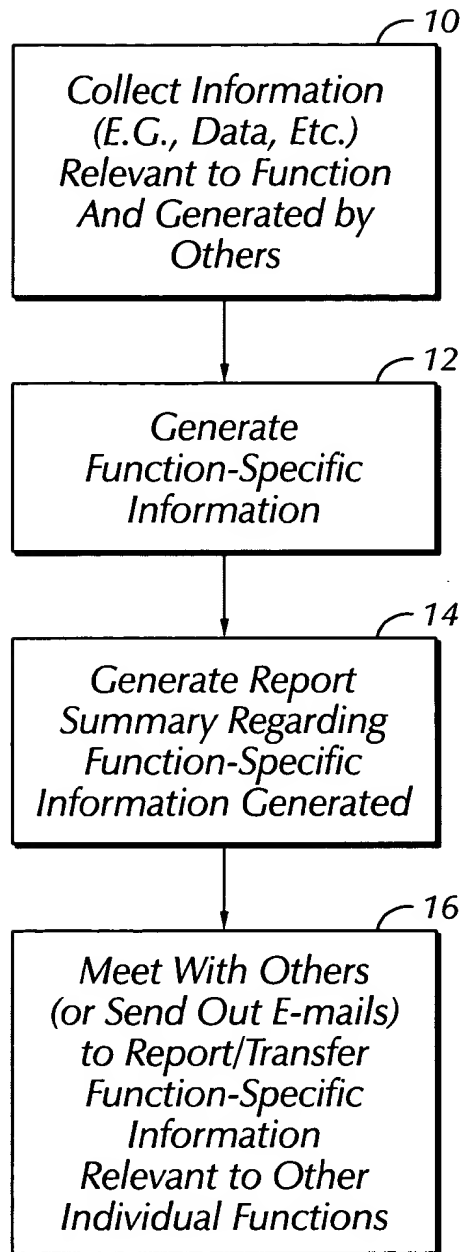 10
Collect Information
(E.G., Data, Etc.)
Relevant to Function
And Generated by
Others
12
Generate
Function-Specific
Information
14
Generate Report
Summary Regarding
Function-Specific
Information Generated
16
Meet With Others
(or Send Out E-mails)
to Report/Transfer
Function-Specific
Information
Relevant to Other
Individual Functions